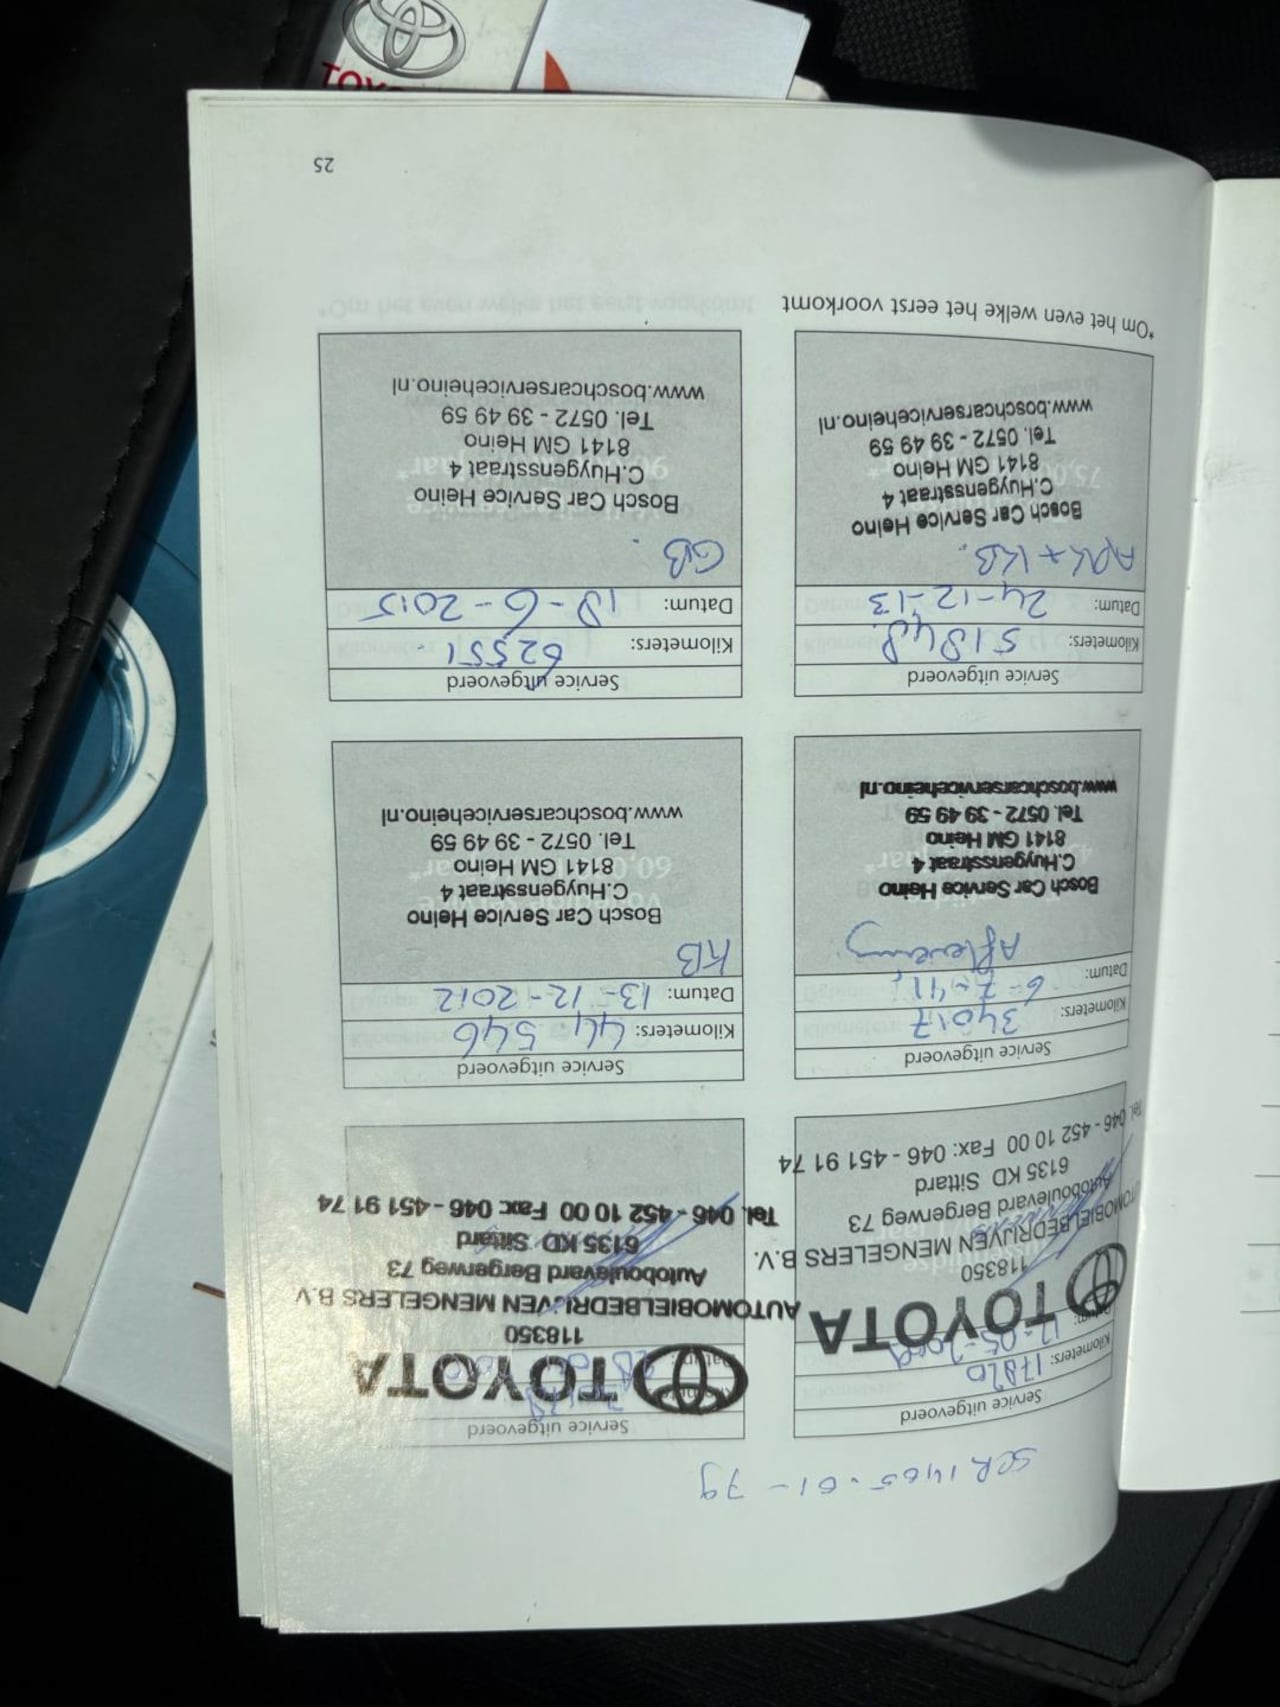 SCR 1465.61-79
Service uitgevoerd
Kilometers: 17820
Datum: 12-05-2009
TOYOTA
118350
AUTOMOBIELBEDRIJVEN MENGELERS B.V.
Autoboulevard Bergerweg 73
6135 KD Sittard
Tel. 046 - 452 10 00 Fax: 046 - 451 91 74
Service uitgevoerd
TOYOTA
118350
AUTOMOBIELBEDRIJVEN MENGELERS B.V.
Autoboulevard Bergerweg 73
6135 KD Sittard
Tel. 046 - 452 10 00 Fax: 046 - 451 91 74
Service uitgevoerd
Kilometers: 34017
Datum: 6-7-11
Aflevering
Bosch Car Service Heino
C.Huygensstraat 4
8141 GM Heino
Tel. 0572 - 39 49 59
www.boschcarserviceheino.nl
Service uitgevoerd
Kilometers: 44 546
Datum: 13-12-2012
KB
Bosch Car Service Heino
C.Huygensstraat 4
8141 GM Heino
Tel. 0572 - 39 49 59
www.boschcarserviceheino.nl
Service uitgevoerd
Kilometers: 51848
Datum: 24-12-13
APK + KB.
Bosch Car Service Heino
C.Huygensstraat 4
8141 GM Heino
Tel. 0572 - 39 49 59
www.boschcarserviceheino.nl
Service uitgevoerd
Kilometers: 62551
Datum: 18-6-2015
GB
Bosch Car Service Heino
C.Huygensstraat 4
8141 GM Heino
Tel. 0572 - 39 49 59
www.boschcarserviceheino.nl
*Om het even welke het eerst voorkomt
25